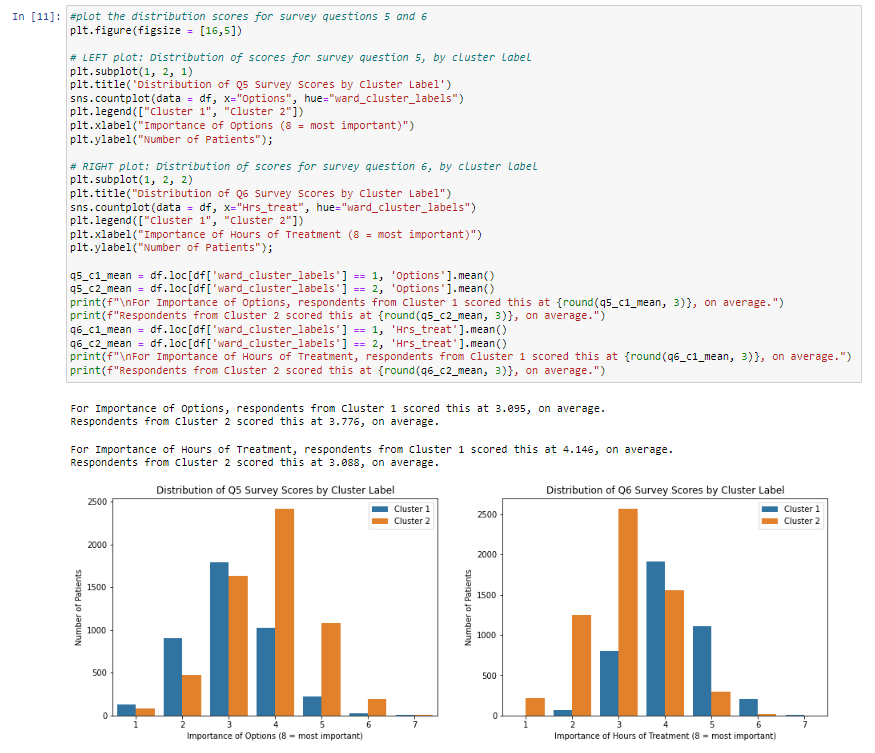 In [11]: #plot the distribution scores for survey questions 5 and 6
plt.figure(figsize = [16,5])
# LEFT plot: Distribution of scores for survey question 5, by cluster label
plt.subplot(1, 2, 1)
plt.title('Distribution of Q5 Survey Scores by Cluster Label')
sns.countplot(data = df, x="Options", hue="ward_cluster_labels")
plt.legend(["Cluster 1", "Cluster 2"])
plt.xlabel("Importance of Options (8 = most important)")
plt.ylabel("Number of Patients");
# RIGHT plot: Distribution of scores for survey question 6, by cluster label
plt.subplot(1, 2, 2)
plt.title("Distribution of Q6 Survey Scores by Cluster Label")
sns.countplot(data = df, x="Hrs_treat", hue="ward_cluster_labels")
plt.legend(["Cluster 1", "Cluster 2"])
plt.xlabel("Importance of Hours of Treatment (8 = most important)")
plt.ylabel("Number of Patients");
q5_c1_mean = df.loc[df['ward_cluster_labels'] == 1, 'Options'].mean()
q5_c2_mean = df.loc[df['ward_cluster_labels'] == 2, 'Options'].mean()
print(f"\nFor Importance of Options, respondents from Cluster 1 scored this at {round(q5_c1_mean, 3)}, on average.")
print(f"Respondents from Cluster 2 scored this at {round(q5_c2_mean, 3)}, on average.")
q6_c1_mean = df.loc[df['ward_cluster_labels'] == 1, 'Hrs_treat'].mean()
q6_c2_mean = df.loc[df['ward_cluster_labels'] == 2, 'Hrs_treat'].mean()
print(f"\nFor Importance of Hours of Treatment, respondents from Cluster 1 scored this at {round(q6_c1_mean, 3)}, on average.")
print(f"Respondents from Cluster 2 scored this at {round(q6_c2_mean, 3)}, on average.")
For Importance of Options, respondents from Cluster 1 scored this at 3.095, on average.
Respondents from Cluster 2 scored this at 3.776, on average.
For Importance of Hours of Treatment, respondents from Cluster 1 scored this at 4.146, on average.
Respondents from Cluster 2 scored this at 3.088, on average.
Distribution of Q5 Survey Scores by Cluster Label
Cluster 1
Cluster 2
Number of Patients
2500
2000
1500
1000
500
0
1 2 3 4 5 6 7
Importance of Options (8 = most important)
Distribution of Q6 Survey Scores by Cluster Label
Cluster 1
Cluster 2
Number of Patients
2500
2000
1500
1000
500
0
1 2 3 4 5 6 7
Importance of Hours of Treatment (8 = most important)